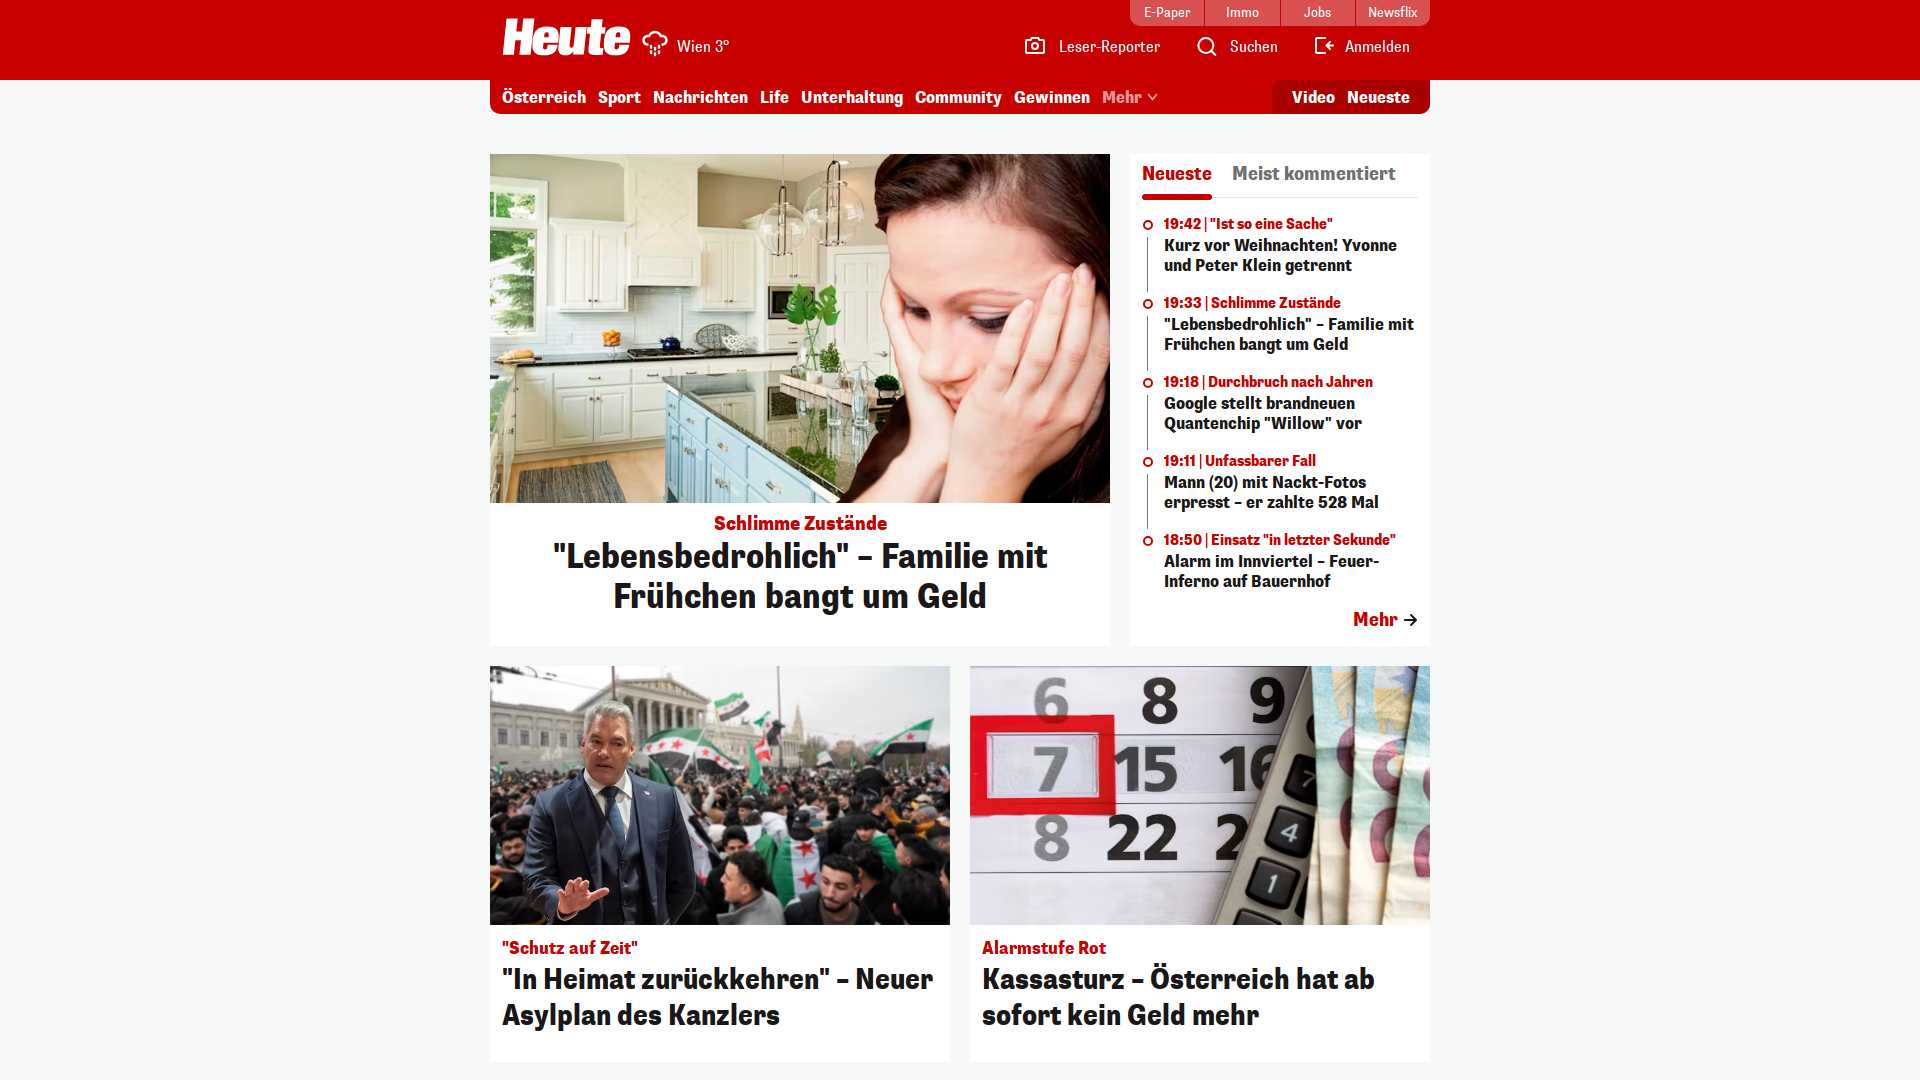 E-Paper
Immo
Jobs
Newsflix
Heute
Wien 3°
Leser-Reporter
Suchen
Anmelden
Österreich
Sport
Nachrichten
Life
Unterhaltung
Community
Gewinnen
Mehr
Video
Neueste
Schlimme Zustände
"Lebensbedrohlich" – Familie mit
Frühchen bangt um Geld
Neueste
Meist kommentiert
19:42 | "Ist so eine Sache"
Kurz vor Weihnachten! Yvonne
und Peter Klein getrennt
19:33 | Schlimme Zustände
"Lebensbedrohlich" – Familie mit
Frühchen bangt um Geld
19:18 | Durchbruch nach Jahren
Google stellt brandneuen
Quantenchip "Willow" vor
19:11 | Unfassbarer Fall
Mann (20) mit Nackt-Fotos
erpresst – er zahlte 528 Mal
18:50 | Einsatz "in letzter Sekunde"
Alarm im Innviertel – Feuer-
Inferno auf Bauernhof
Mehr
"Schutz auf Zeit"
"In Heimat zurückkehren" – Neuer
Asylplan des Kanzlers
6 8 9
7 15 16
8 22
7
4
1
Alarmstufe Rot
Kassasturz – Österreich hat ab
sofort kein Geld mehr